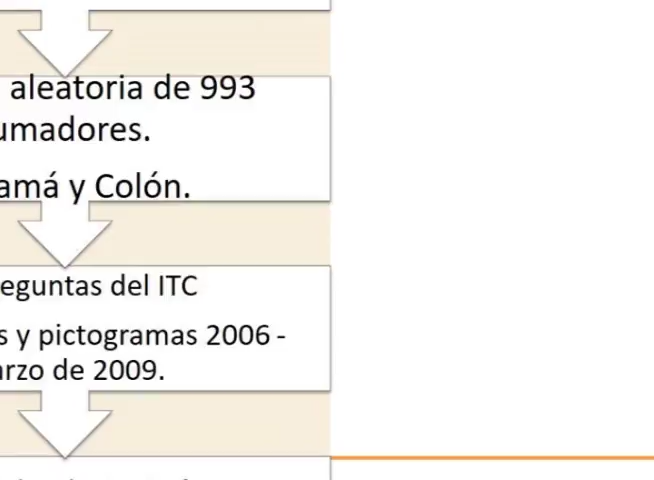 aleatoria de 993
umadores.
amá y Colón.
eguntas del ITC
s y pictogramas 2006 -
arzo de 2009.